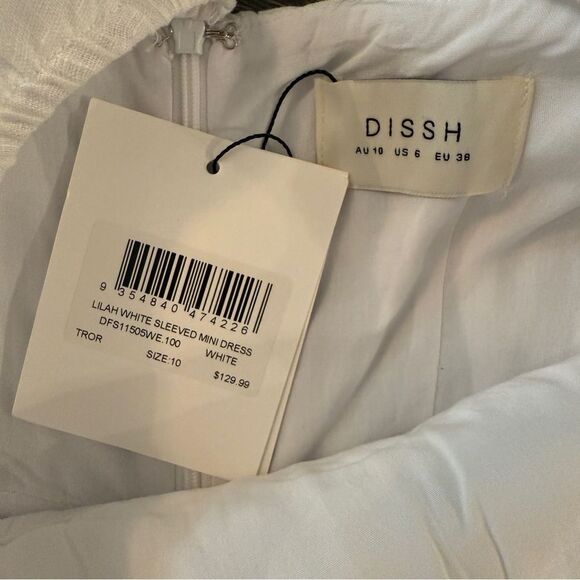 DISSH
AU 10 US 6 EU 38
9 354840 474226
LILAH WHITE SLEEVED MINI DRESS
DFS11505WE.100 WHITE
TROR SIZE:10
$129.99